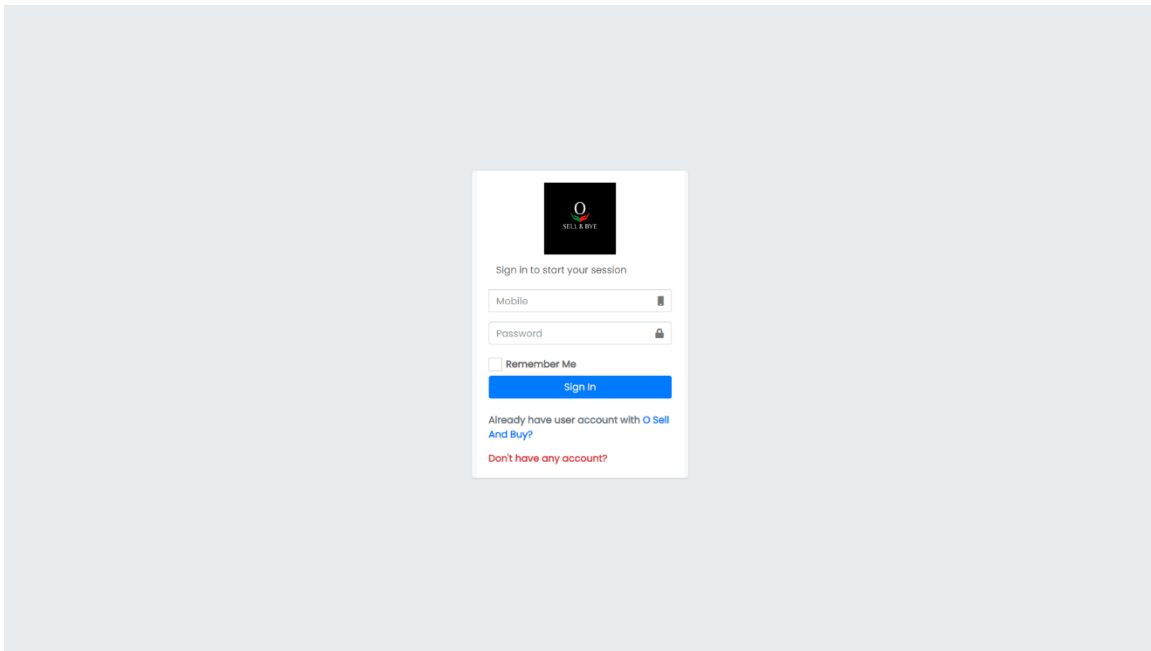 O
SELL & BYE
Sign in to start your session
Mobile
Password
Remember Me
Sign In
Already have user account with O Sell
And Buy?
Don't have any account?